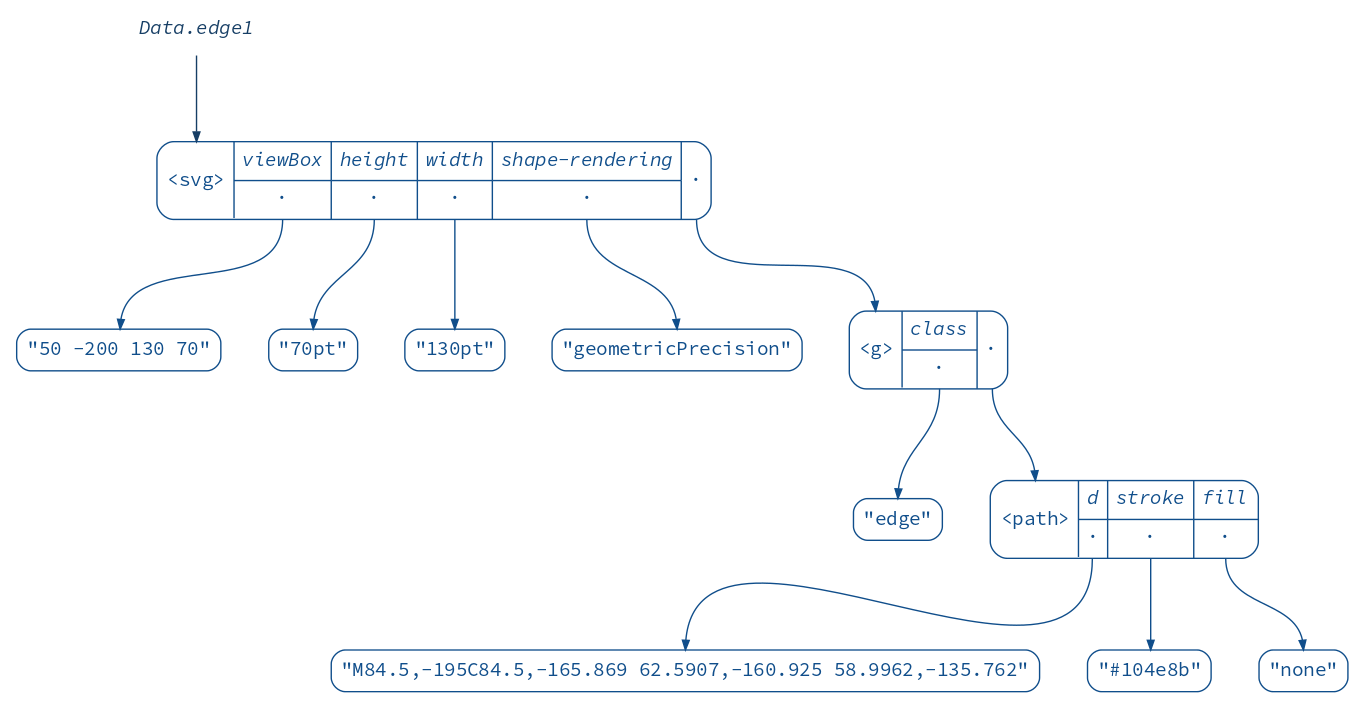 Data.edge1
<svg>
viewBox height width shape-rendering
"50 -200 130 70" "70pt" "130pt" "geometricPrecision"
<g>
class
"edge"
<path>
d stroke fill
"M84.5,-195C84.5,-165.869 62.5907,-160.925 58.9962,-135.762" "#104e8b" "none"